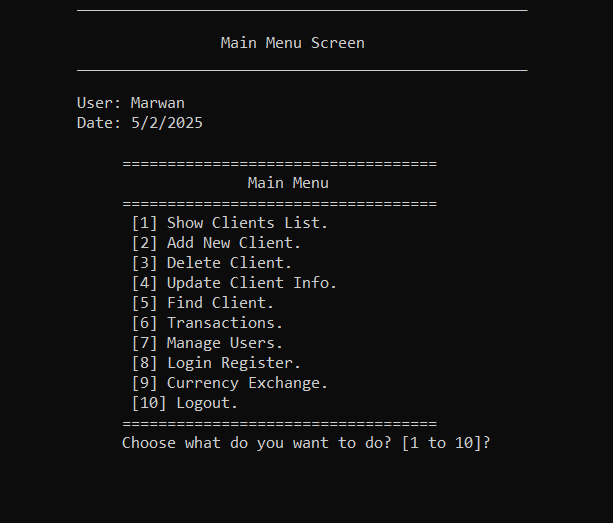 Main Menu Screen
User: Marwan
Date: 5/2/2025
===================================
Main Menu
===================================
[1] Show Clients List.
[2] Add New Client.
[3] Delete Client.
[4] Update Client Info.
[5] Find Client.
[6] Transactions.
[7] Manage Users.
[8] Login Register.
[9] Currency Exchange.
[10] Logout.
===================================
Choose what do you want to do? [1 to 10]?